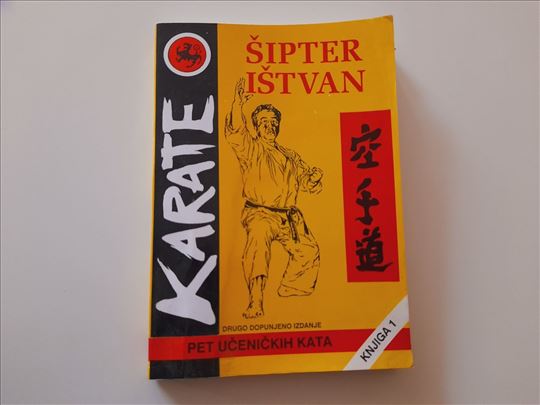 KARATE
ŠIPTER
IŠTVAN
空手道
DRUGO DOPUNJENO IZDANJE
PET UČENIČKIH KATA
KNJIGA 1